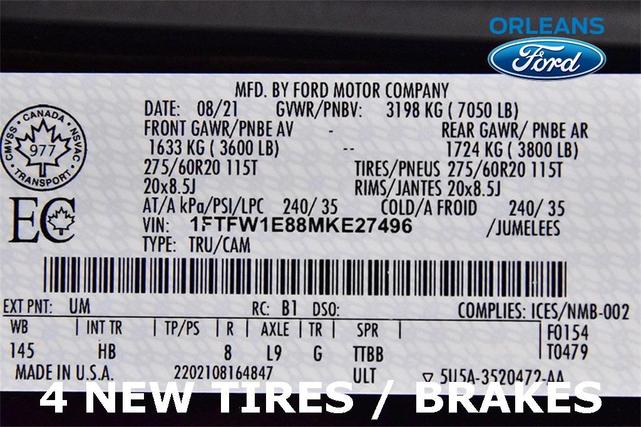 ORLEANS
Ford
MFD. BY FORD MOTOR COMPANY
DATE: 08/21 GVWR/PNBV: 3198 KG ( 7050 LB)
FRONT GAWR/PNBE AV - REAR GAWR/ PNBE AR
1633 KG ( 3600 LB) -- 1724 KG ( 3800 LB)
275/60R20 115T TIRES/PNEUS 275/60R20 115T
20x8.5J RIMS/JANTES 20x8.5J
AT/A kPa/PSI/LPC 240/ 35 COLD/A FROID 240/ 35
VIN: 1FTFW1E88MKE27496 /JUMELEES
TYPE: TRU/CAM
CANADA
CMVSS NSVAC
977
TRANSPORT
EC
EXT PNT: UM RC: B1 DSO: COMPLIES: ICES/NMB-002
WB INT TR TP/PS R AXLE TR SPR F0154
145 HB 8 L9 G TTBB T0479
MADE IN U.S.A. 2202108164847 ULT ▽ 5U5A-3520472-AA
4 NEW TIRES / BRAKES